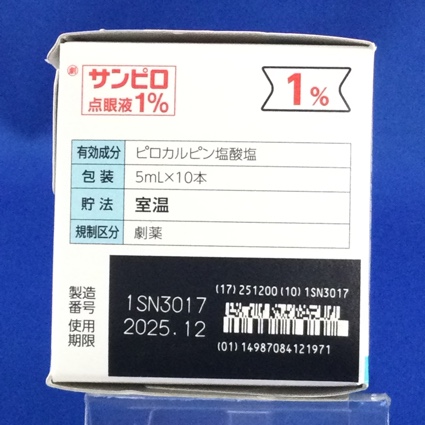 劇 サンピロ
点眼液1%
1%
有効成分 ピロカルピン塩酸塩
包装 5mL×10本
貯法 室温
規制区分 劇薬
(17) 251200 (10) 1SN3017
製造番号 1SN3017
使用期限 2025.12
(01) 14987084121971